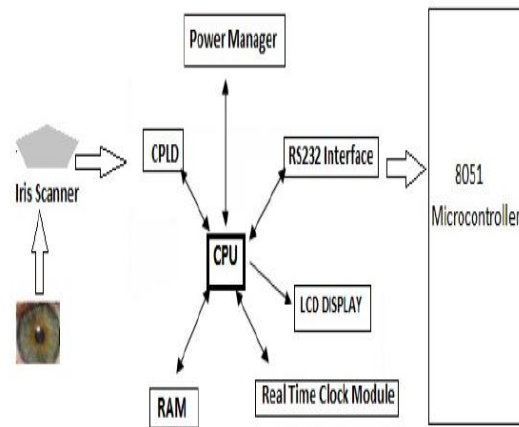 Power Manager
CPLD
RS232 Interface
Iris Scanner
8051
Microcontroller
CPU
LCD DISPLAY
RAM
Real Time Clock Module